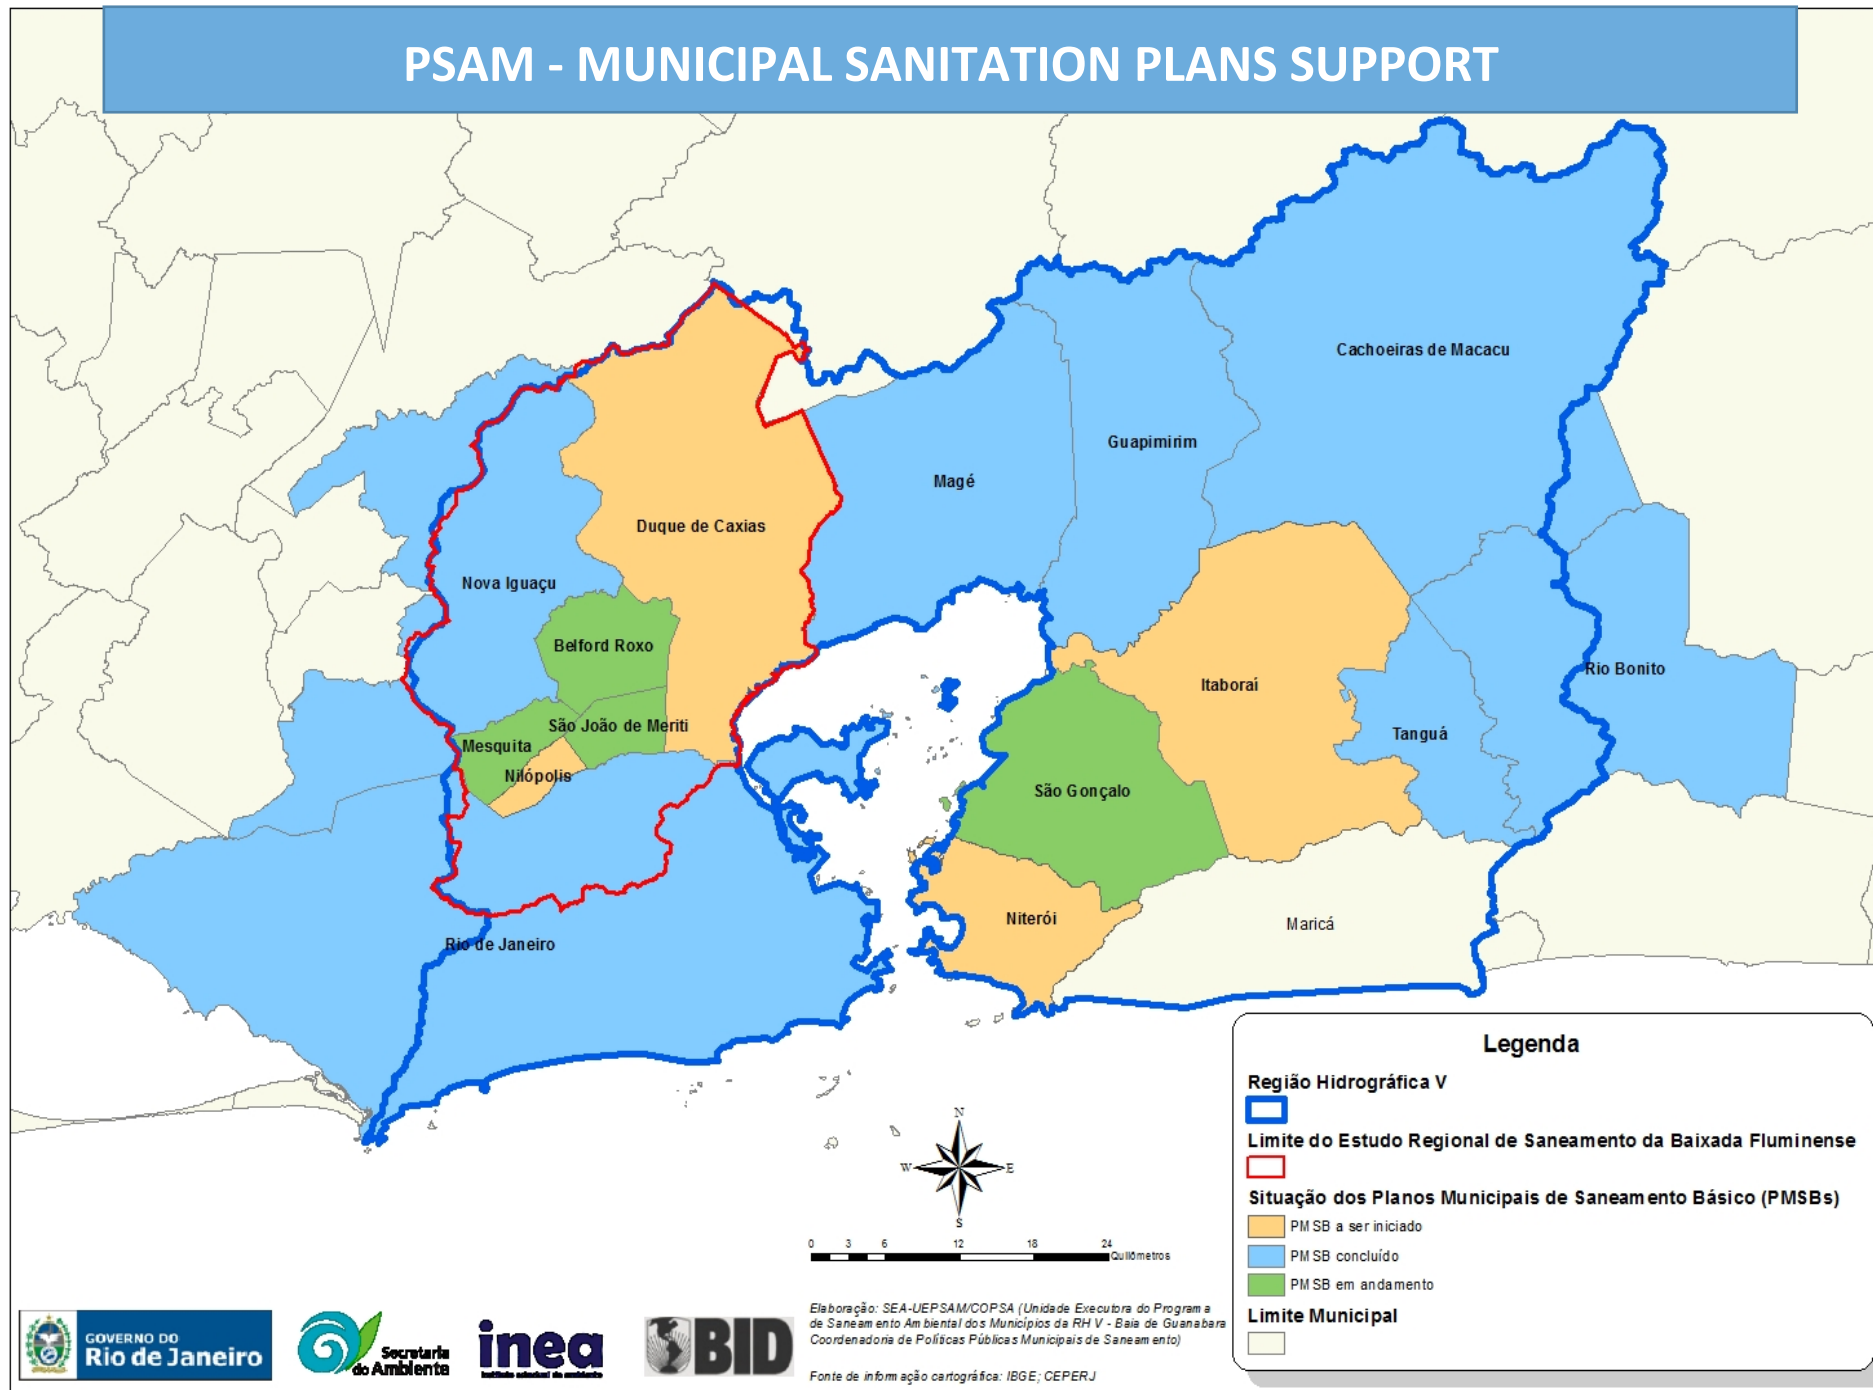 PSAM - MUNICIPAL SANITATION PLANS SUPPORT
Cachoeiras de Macacu
Guapimirim
Magé
Duque de Caxias
Nova Iguaçu
Belford Roxo
Rio Bonito
Itaboraí
São João de Meriti
Tanguá
Mesquita
Nilópolis
São Gonçalo
Niterói
Maricá
Rio de Janeiro
Legenda
Região Hidrográfica V
Limite do Estudo Regional de Saneamento da Baixada Fluminense
Situação dos Planos Municipais de Saneamento Básico (PMSBs)
PMSB a ser iniciado
PMSB concluído
PMSB em andamento
Limite Municipal
N
W
E
S
0 3 6 12 18 24
Quilômetros
GOVERNO DO
Rio de Janeiro
Secretaria
do Ambiente
inea
instituto estadual do ambiente
BID
Elaboração: SEA-UEPSAM/COPSA (Unidade Executora do Programa
de Saneamento Ambiental dos Municípios da RH V - Baia de Guanabara
Coordenadoria de Políticas Públicas Municipais de Saneamento)
Fonte de informação cartográfica: IBGE; CEPERJ